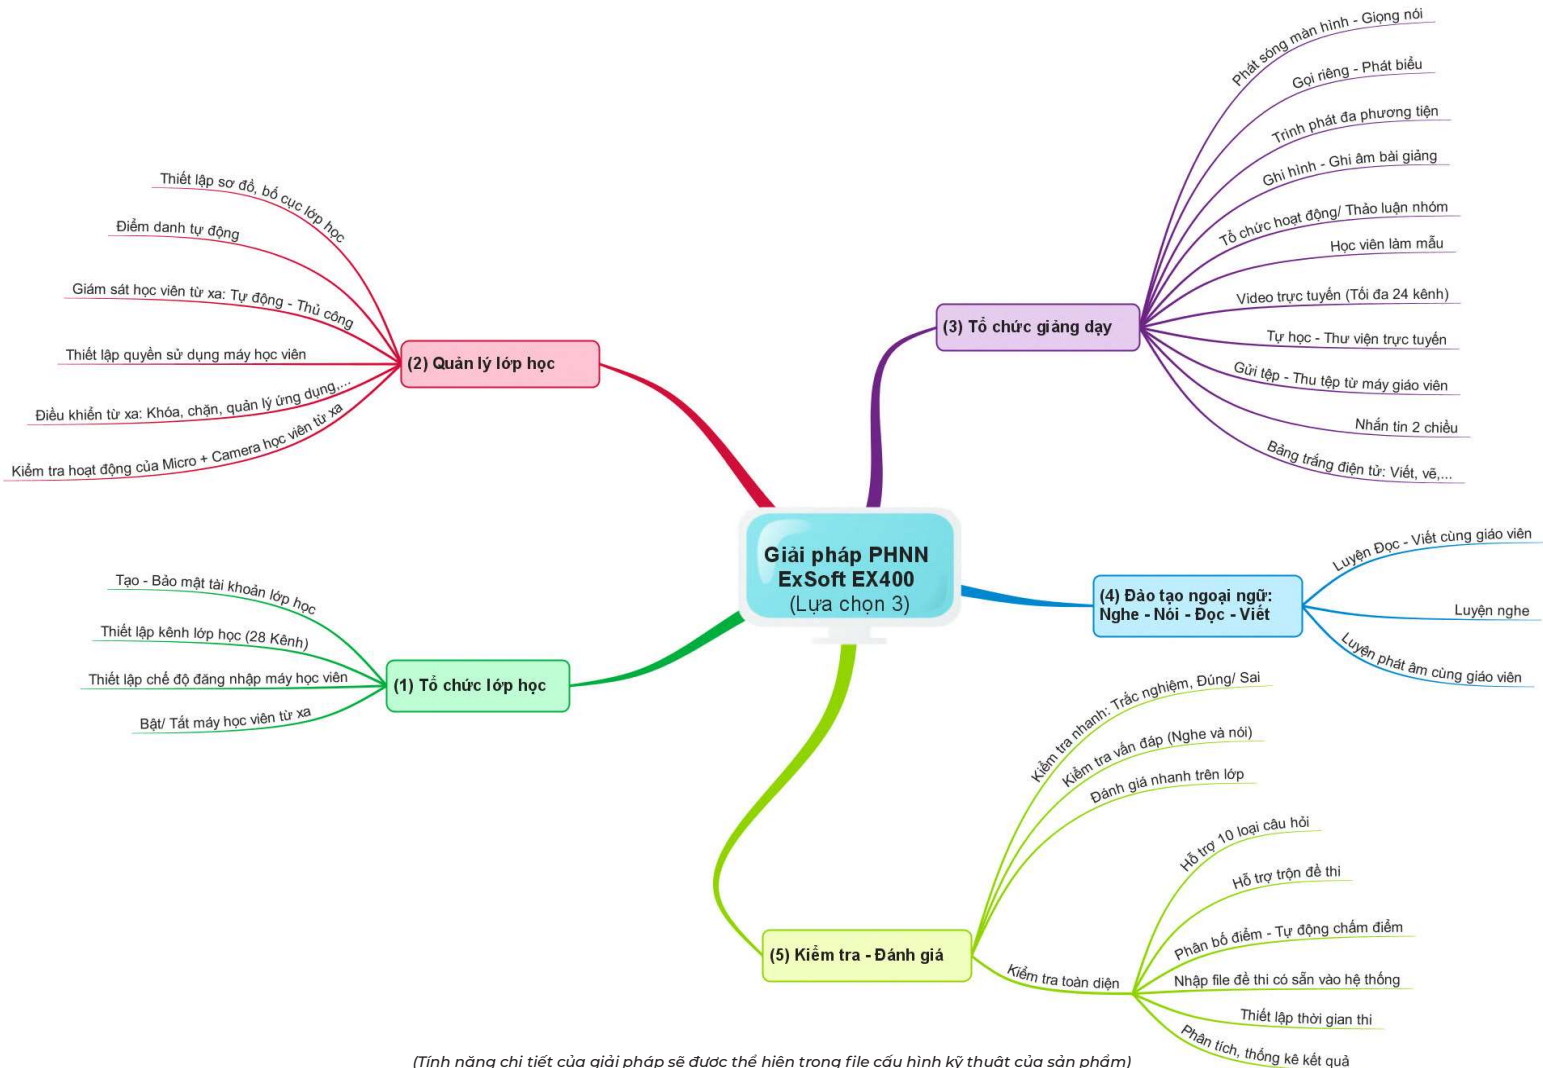 Giải pháp PHNN
ExSoft EX400
(Lựa chọn 3)
(1) Tổ chức lớp học
Tạo - Bảo mật tài khoản lớp học
Thiết lập kênh lớp học (28 Kênh)
Thiết lập chế độ đăng nhập máy học viên
Bật/ Tắt máy học viên từ xa
(2) Quản lý lớp học
Thiết lập sơ đồ, bố cục lớp học
Điểm danh tự động
Giám sát học viên từ xa: Tự động - Thủ công
Thiết lập quyền sử dụng máy học viên
Điều khiển từ xa: Khóa, chặn, quản lý ứng dụng,...
Kiểm tra hoạt động của Micro + Camera học viên từ xa
(3) Tổ chức giảng dạy
Phát sóng màn hình - Giọng nói
Gọi riêng - Phát biểu
Trình phát đa phương tiện
Ghi hình - Ghi âm bài giảng
Tổ chức hoạt động/ Thảo luận nhóm
Học viên làm mẫu
Video trực tuyến (Tối đa 24 kênh)
Tự học - Thư viện trực tuyến
Gửi tệp - Thu tệp từ máy giáo viên
Nhắn tin 2 chiều
Bảng trắng điện tử: Viết, vẽ,...
(4) Đào tạo ngoại ngữ:
Nghe - Nói - Đọc - Viết
Luyện Đọc - Viết cùng giáo viên
Luyện nghe
Luyện phát âm cùng giáo viên
(5) Kiểm tra - Đánh giá
Kiểm tra nhanh: Trắc nghiệm, Đúng/ Sai
Kiểm tra vấn đáp (Nghe và nói)
Đánh giá nhanh trên lớp
Kiểm tra toàn diện
Hỗ trợ 10 loại câu hỏi
Hỗ trợ trộn đề thi
Phân bố điểm - Tự động chấm điểm
Nhập file đề thi có sẵn vào hệ thống
Thiết lập thời gian thi
Phân tích, thống kê kết quả
(Tính năng chi tiết của giải pháp sẽ được thể hiện trong file cấu hình kỹ thuật của sản phẩm)